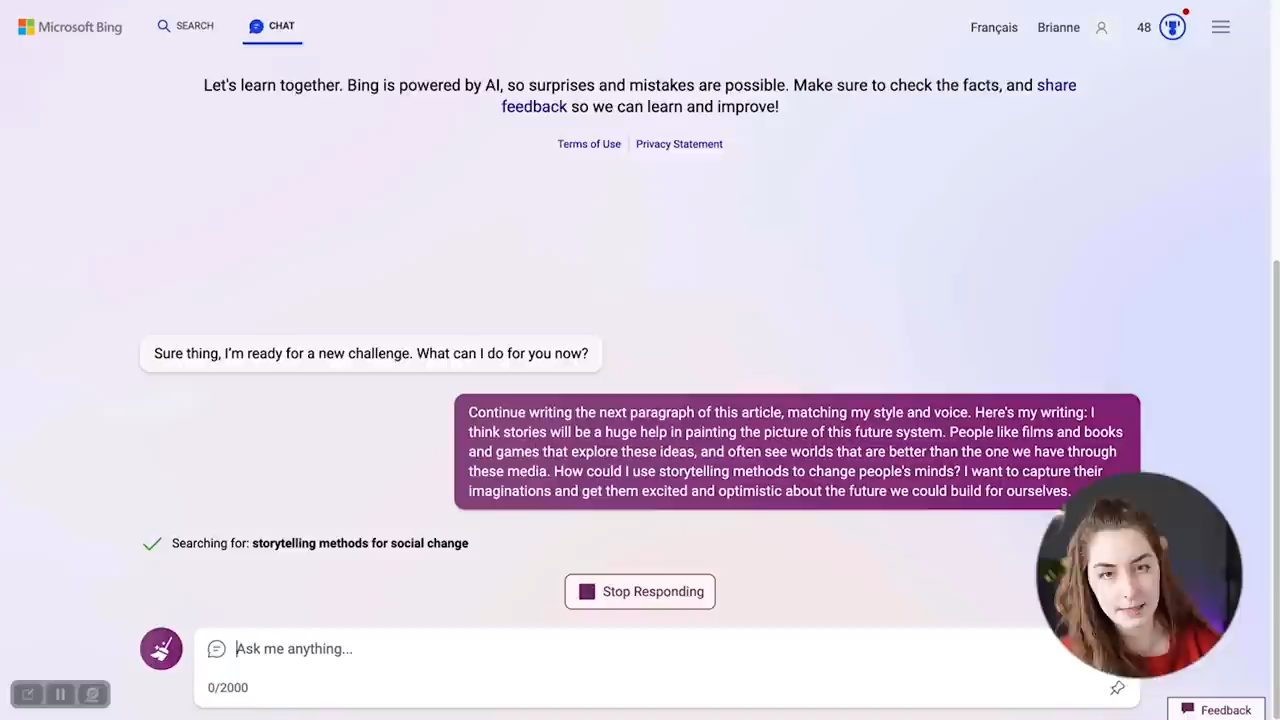 Microsoft Bing
SEARCH
CHAT
Français
Brianne
48
Let's learn together. Bing is powered by AI, so surprises and mistakes are possible. Make sure to check the facts, and share
feedback so we can learn and improve!
Terms of Use
Privacy Statement
Sure thing, I'm ready for a new challenge. What can I do for you now?
Continue writing the next paragraph of this article, matching my style and voice. Here's my writing: I
think stories will be a huge help in painting the picture of this future system. People like films and books
and games that explore these ideas, and often see worlds that are better than the one we have through
these media. How could I use storytelling methods to change people's minds? I want to capture their
imaginations and get them excited and optimistic about the future we could build for ourselves.
Searching for: storytelling methods for social change
Stop Responding
Ask me anything...
0/2000
Feedback